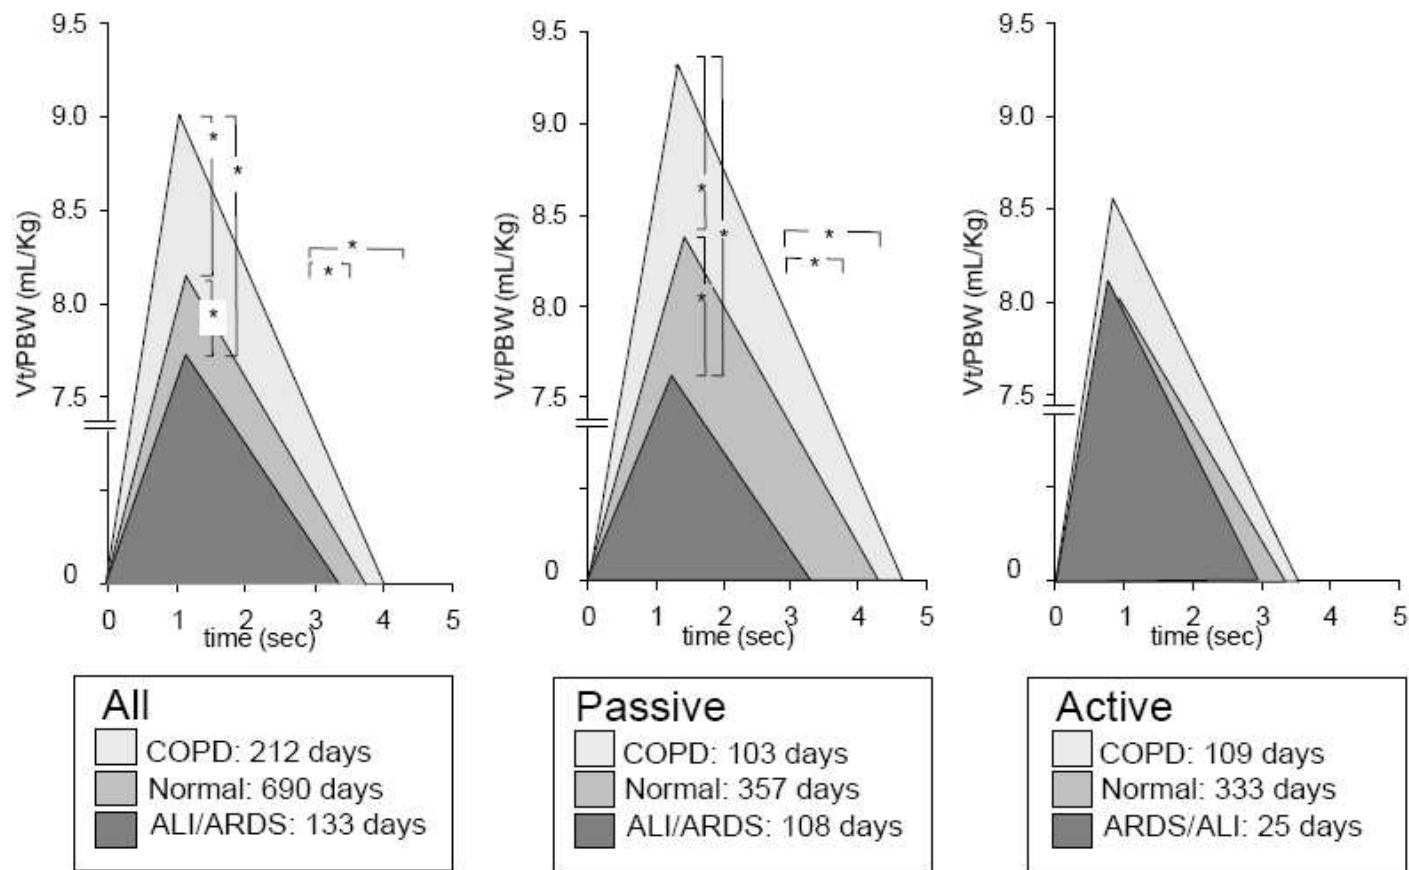 9.5
9.0
8.5
8.0
7.5
0
Vt/PBW (mL/Kg)
*
*
*
*
*
0 1 2 3 4 5
time (sec)
All
COPD: 212 days
Normal: 690 days
ALI/ARDS: 133 days
9.5
9.0
8.5
8.0
7.5
0
Vt/PBW (mL/Kg)
*
*
*
*
*
0 1 2 3 4 5
time (sec)
Passive
COPD: 103 days
Normal: 357 days
ALI/ARDS: 108 days
9.5
9.0
8.5
8.0
7.5
0
Vt/PBW (mL/Kg)
0 1 2 3 4 5
time (sec)
Active
COPD: 109 days
Normal: 333 days
ARDS/ALI: 25 days